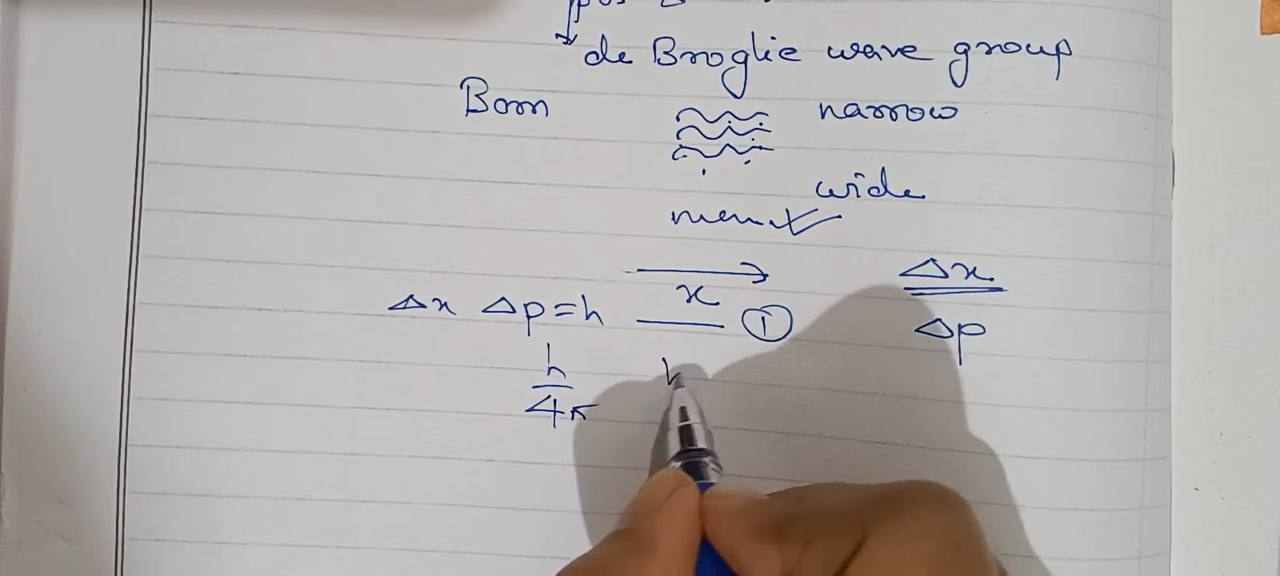 de Broglie wave group
Born narrow
wide
x Δx
Δx Δp = h ①
Δp
h
h
4π